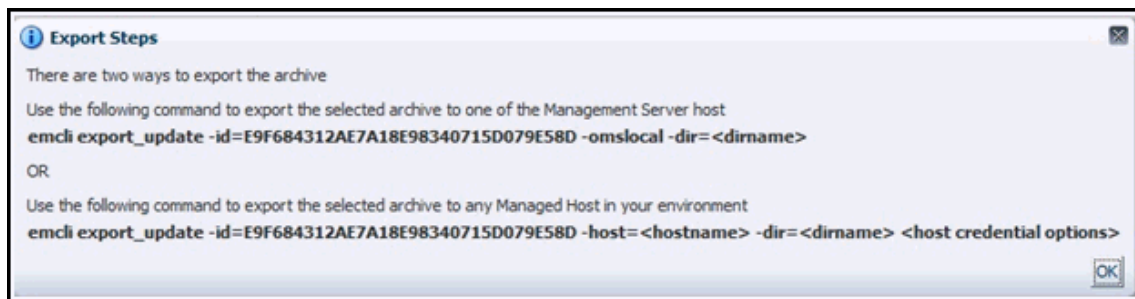 Export Steps
There are two ways to export the archive
Use the following command to export the selected archive to one of the Management Server host
emcli export_update -id=E9F684312AE7A18E98340715D079E58D -omslocal -dir=<dirname>
OR
Use the following command to export the selected archive to any Managed Host in your environment
emcli export_update -id=E9F684312AE7A18E98340715D079E58D -host=<hostname> -dir=<dirname> <host credential options>
OK